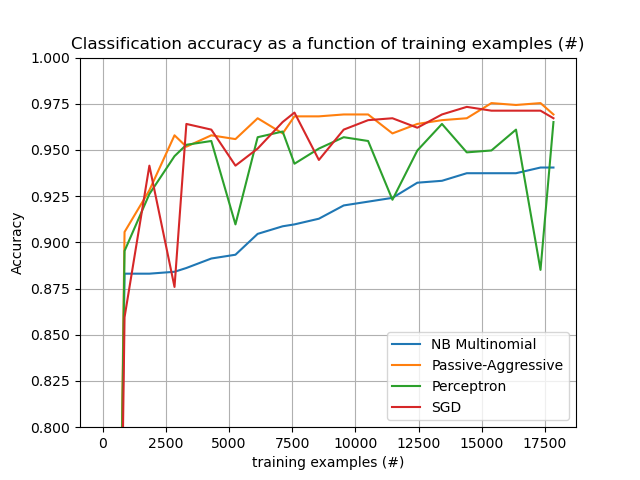 Classification accuracy as a function of training examples (#)
1.000
0.975
0.950
0.925
0.900
0.875
0.850
0.825
0.800
Accuracy
NB Multinomial
Passive-Aggressive
Perceptron
SGD
0 2500 5000 7500 10000 12500 15000 17500
training examples (#)